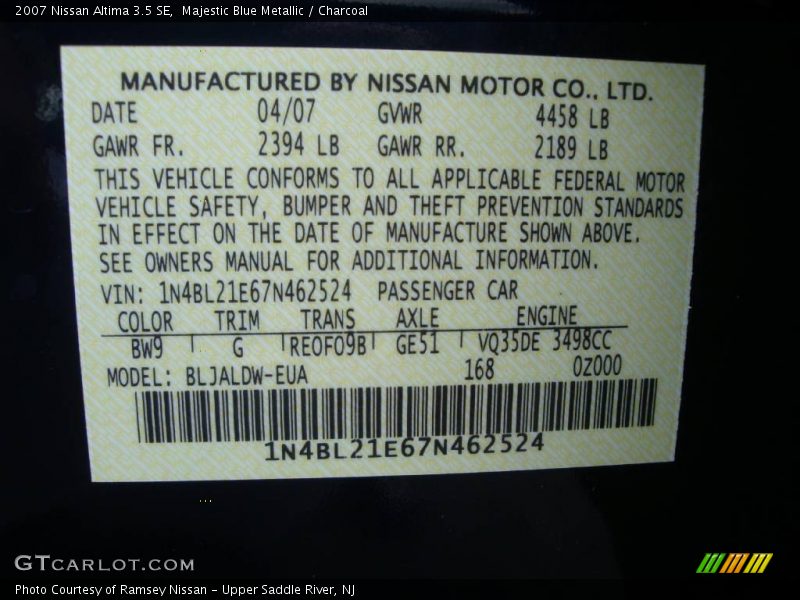 2007 Nissan Altima 3.5 SE,  Majestic Blue Metallic / Charcoal
MANUFACTURED BY NISSAN MOTOR CO., LTD.
DATE 04/07 GVWR 4458 LB
GAWR FR. 2394 LB GAWR RR. 2189 LB
THIS VEHICLE CONFORMS TO ALL APPLICABLE FEDERAL MOTOR
VEHICLE SAFETY, BUMPER AND THEFT PREVENTION STANDARDS
IN EFFECT ON THE DATE OF MANUFACTURE SHOWN ABOVE.
SEE OWNERS MANUAL FOR ADDITIONAL INFORMATION.
VIN: 1N4BL21E67N462524 PASSENGER CAR
COLOR TRIM TRANS AXLE ENGINE
BW9 G RE0F09B GE51 VQ35DE 3498CC
MODEL: BLJALDW-EUA 168 0Z000
1N4BL21E67N462524
GTCARLOT.COM
Photo Courtesy of Ramsey Nissan – Upper Saddle River, NJ